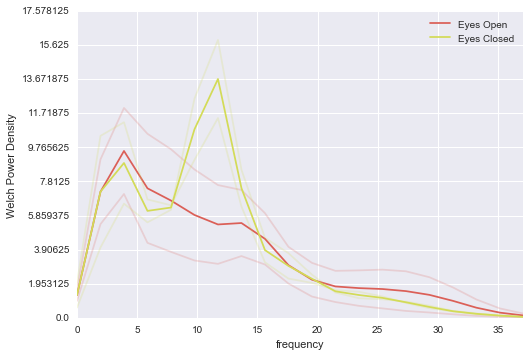 17.578125
15.625
13.671875
11.71875
9.765625
7.8125
5.859375
3.90625
1.953125
0.0
Welch Power Density
Eyes Open
Eyes Closed
0 5 10 15 20 25 30 35
frequency